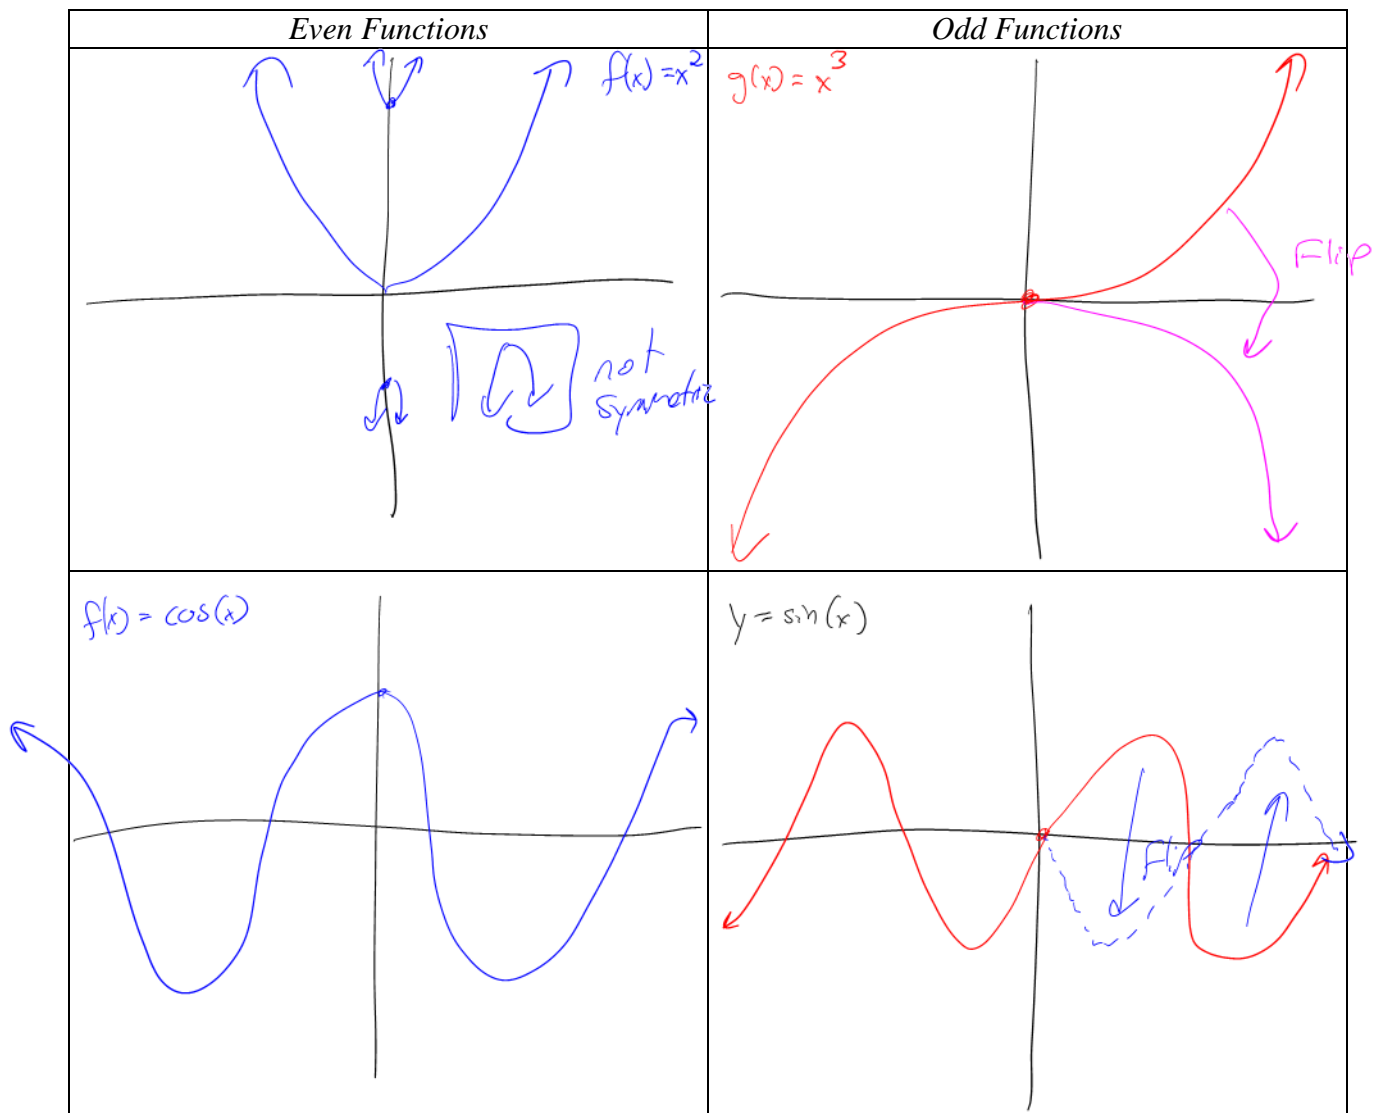 Even Functions
Odd Functions
f(x) = x²
g(x) = x³
Flip
not
symmetric
f(x) = cos(x)
y = sin(x)
Flip